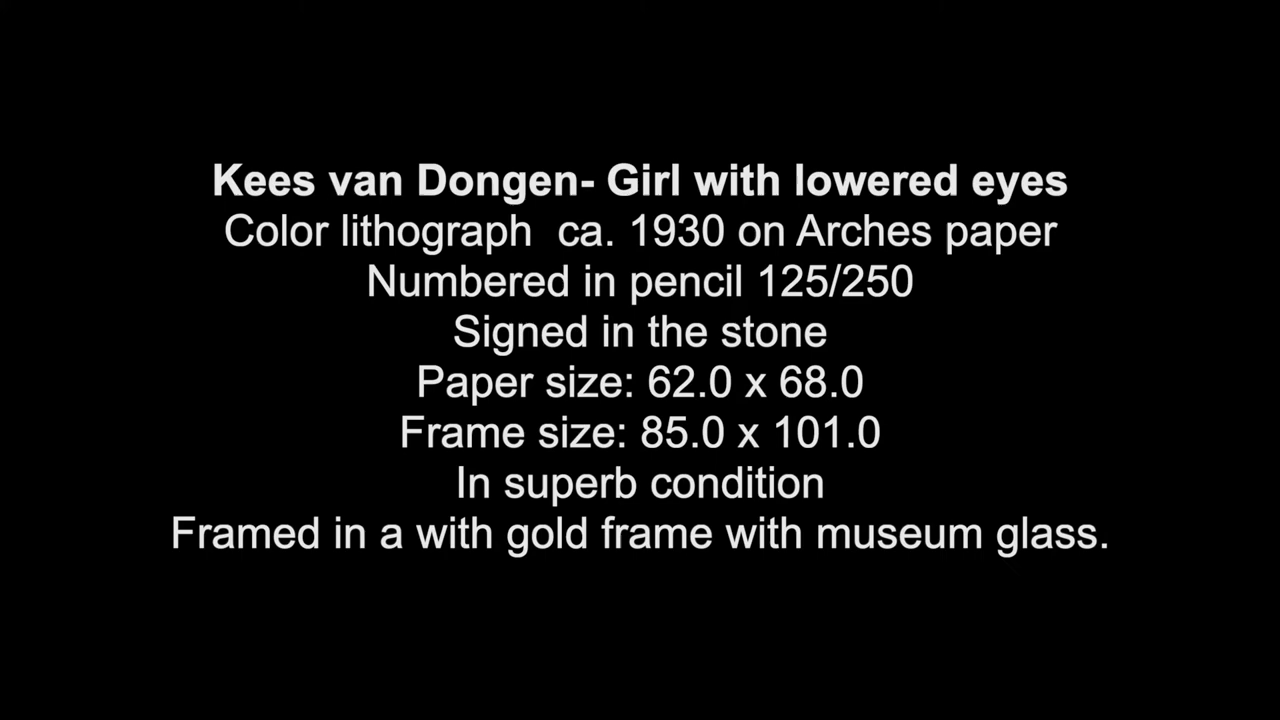 Kees van Dongen- Girl with lowered eyes
Color lithograph  ca. 1930 on Arches paper
Numbered in pencil 125/250
Signed in the stone
Paper size: 62.0 x 68.0
Frame size: 85.0 x 101.0
In superb condition
Framed in a with gold frame with museum glass.